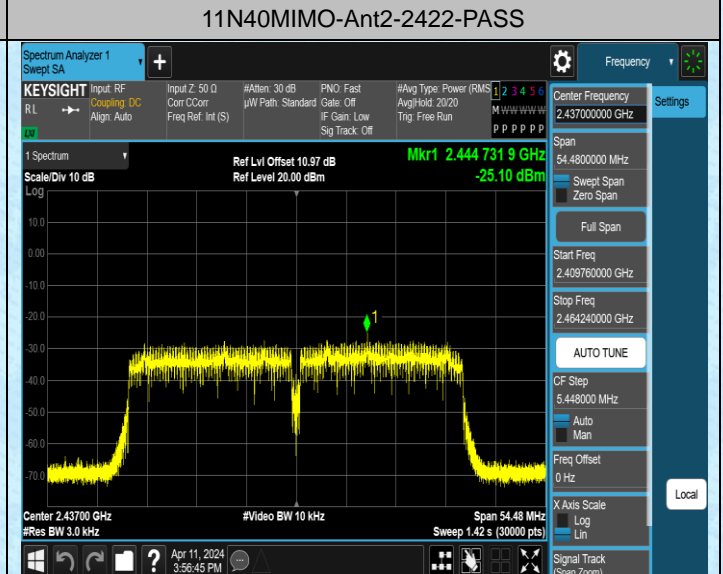 11N40MIMO-Ant2-2422-PASS
Spectrum Analyzer 1
Swept SA
+
Frequency
KEYSIGHT
R L
Input: RF
Coupling: DC
Align: Auto
Input Z: 50 Ω
Corr CCorr
Freq Ref: Int (S)
#Atten: 30 dB
µW Path: Standard
PNO: Fast
Gate: Off
IF Gain: Low
Sig Track: Off
#Avg Type: Power (RMS
Avg|Hold: 20/20
Trig: Free Run
1 2 3 4 5 6
M W W W W W
P P P P P P
1 Spectrum
Scale/Div 10 dB
Log
Ref Lvl Offset 10.97 dB
Ref Level 20.00 dBm
Mkr1 2.444 731 9 GHz
-25.10 dBm
10.0
0.00
-10.0
-20.0
-30.0
-40.0
-50.0
-60.0
-70.0
1
Center 2.43700 GHz
#Res BW 3.0 kHz
#Video BW 10 kHz
Span 54.48 MHz
Sweep 1.42 s (30000 pts)
Center Frequency
2.437000000 GHz
Settings
Span
54.4800000 MHz
Swept Span
Zero Span
Full Span
Start Freq
2.409760000 GHz
Stop Freq
2.464240000 GHz
AUTO TUNE
CF Step
5.448000 MHz
Auto
Man
Freq Offset
0 Hz
X Axis Scale
Log
Lin
Local
Signal Track
(Span Zoom)
?
Apr 11, 2024
3:56:45 PM